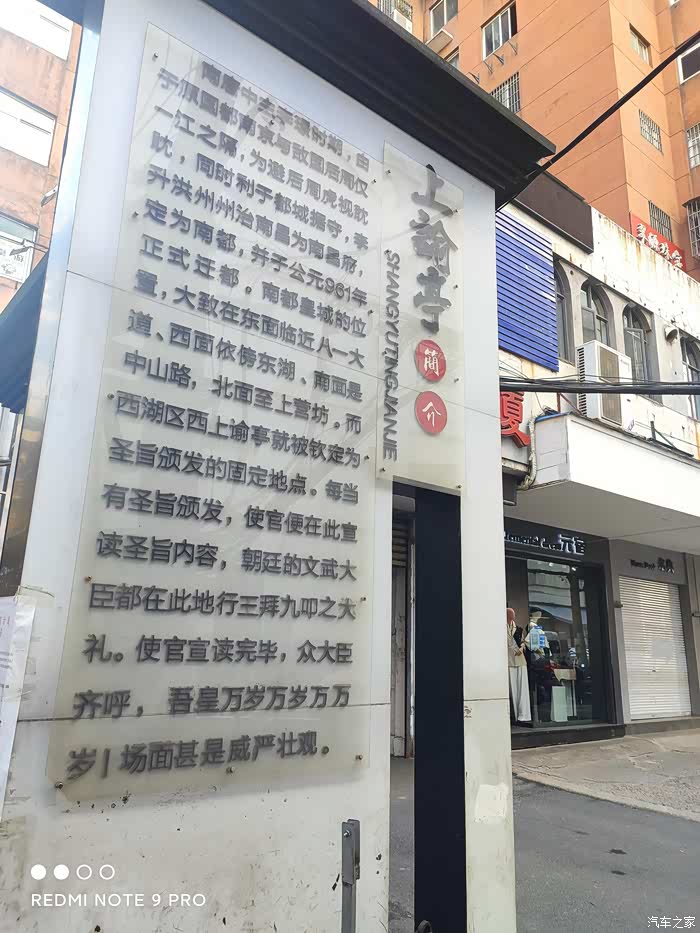 上谕亭
簡
介
SHANGYUTINGJIANJIE
南唐中主李璟时期，由
于原国都南京与敌国后周仅
一江之隔，为避后周虎视眈
眈，同时利于都城据守，李
升洪州州治南昌为南昌府，
定为南都，并于公元961年
正式迁都。南都皇城的位
置，大致在东面临近八一大
道、西面依傍东湖、南面是
中山路，北面至上营坊。而
西湖区西上谕亭就被钦定为
圣旨颁发的固定地点。每当
有圣旨颁发，使官便在此宣
读圣旨内容，朝廷的文武大
臣都在此地行王拜九叩之大
礼。使官宣读完毕，众大臣
齐呼，吾皇万岁万岁万万
岁丨场面甚是威严壮观。
厦
元宿
REDMI NOTE 9 PRO
汽车之家